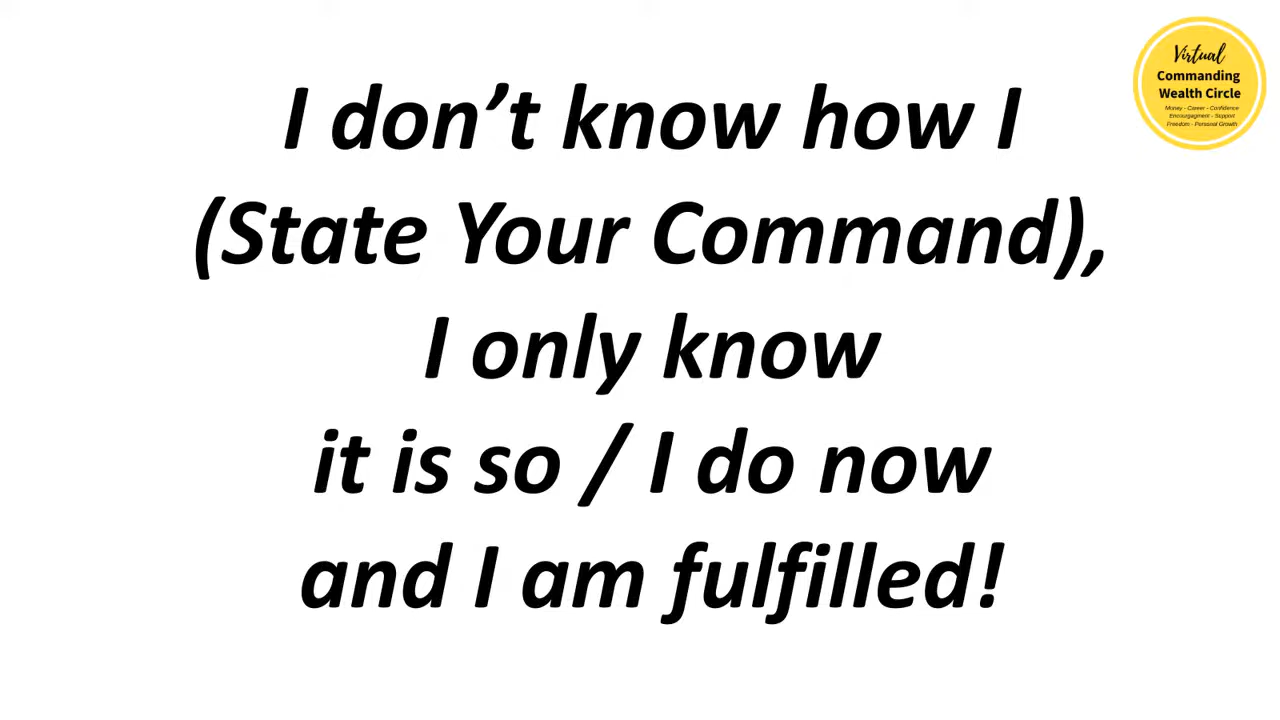 I don’t know how I
(State Your Command),
I only know
it is so / I do now
and I am fulfilled!
Virtual
Commanding
Wealth Circle
Money - Career - Confidence
Encouragment - Support
Freedom - Personal Growth